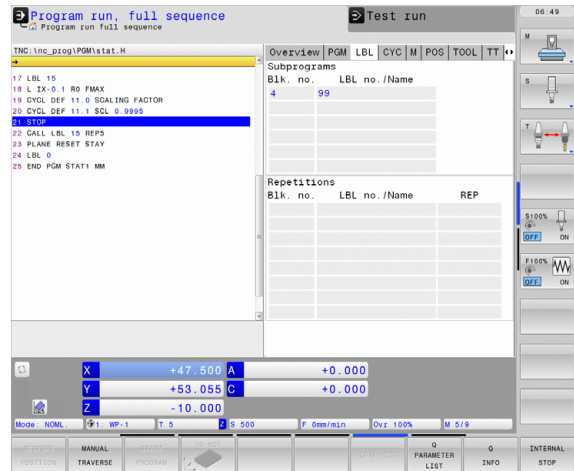 Program run, full sequence
Program run full sequence
Test run
06:49
TNC:\nc_prog\PGM\stat.H
17 LBL 15
18 L IX-0.1 R0 FMAX
19 CYCL DEF 11.0 SCALING FACTOR
20 CYCL DEF 11.1 SCL 0.9995
21 STOP
22 CALL LBL 15 REP5
23 PLANE RESET STAY
24 LBL 0
25 END PGM STAT1 MM
Overview PGM LBL CYC M POS TOOL TT
Subprograms
Blk. no. LBL no./Name
4 99
Repetitions
Blk. no. LBL no./Name REP
M
S
T
S100%
OFF ON
F100%
OFF ON
X +47.500 A +0.000
Y +53.055 C +0.000
Z -10.000
Mode: NOML. 1: WP-1 T 5 Z S 500 F 0mm/min Ovr 100% M 5/9
RESTORE POSITION
MANUAL TRAVERSE
START PROGRAM
3D ROT
Q PARAMETER LIST
Q INFO
INTERNAL STOP